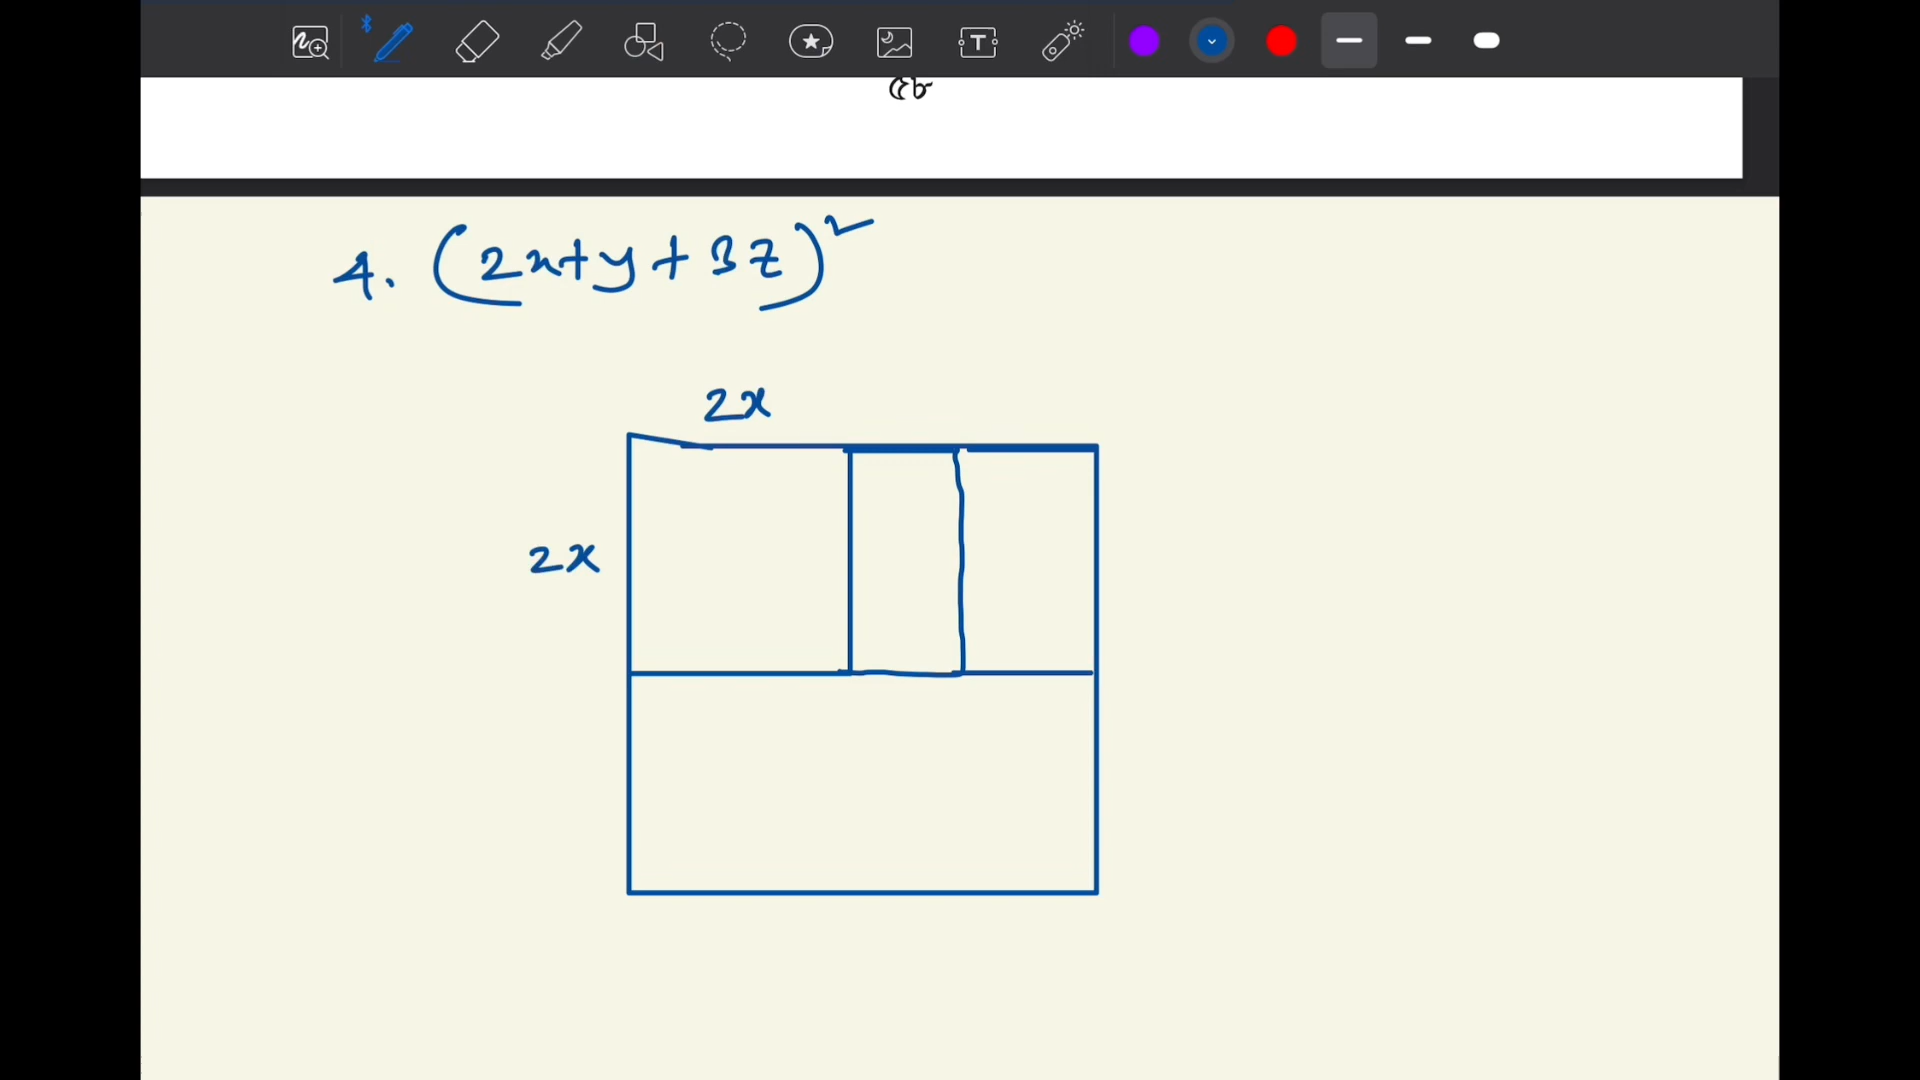 4. (2x+y+3z)²
2x
2x